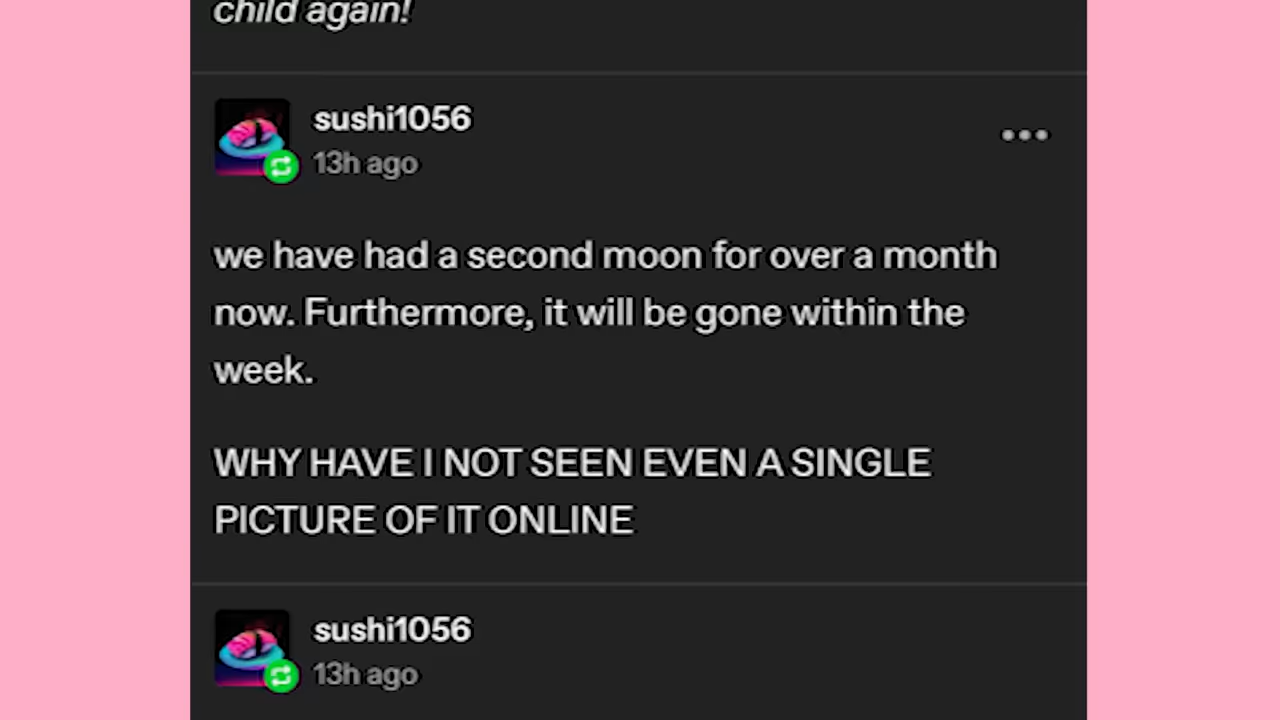 child again!
sushi1056
13h ago
we have had a second moon for over a month
now. Furthermore, it will be gone within the
week.
WHY HAVE I NOT SEEN EVEN A SINGLE
PICTURE OF IT ONLINE
sushi1056
13h ago